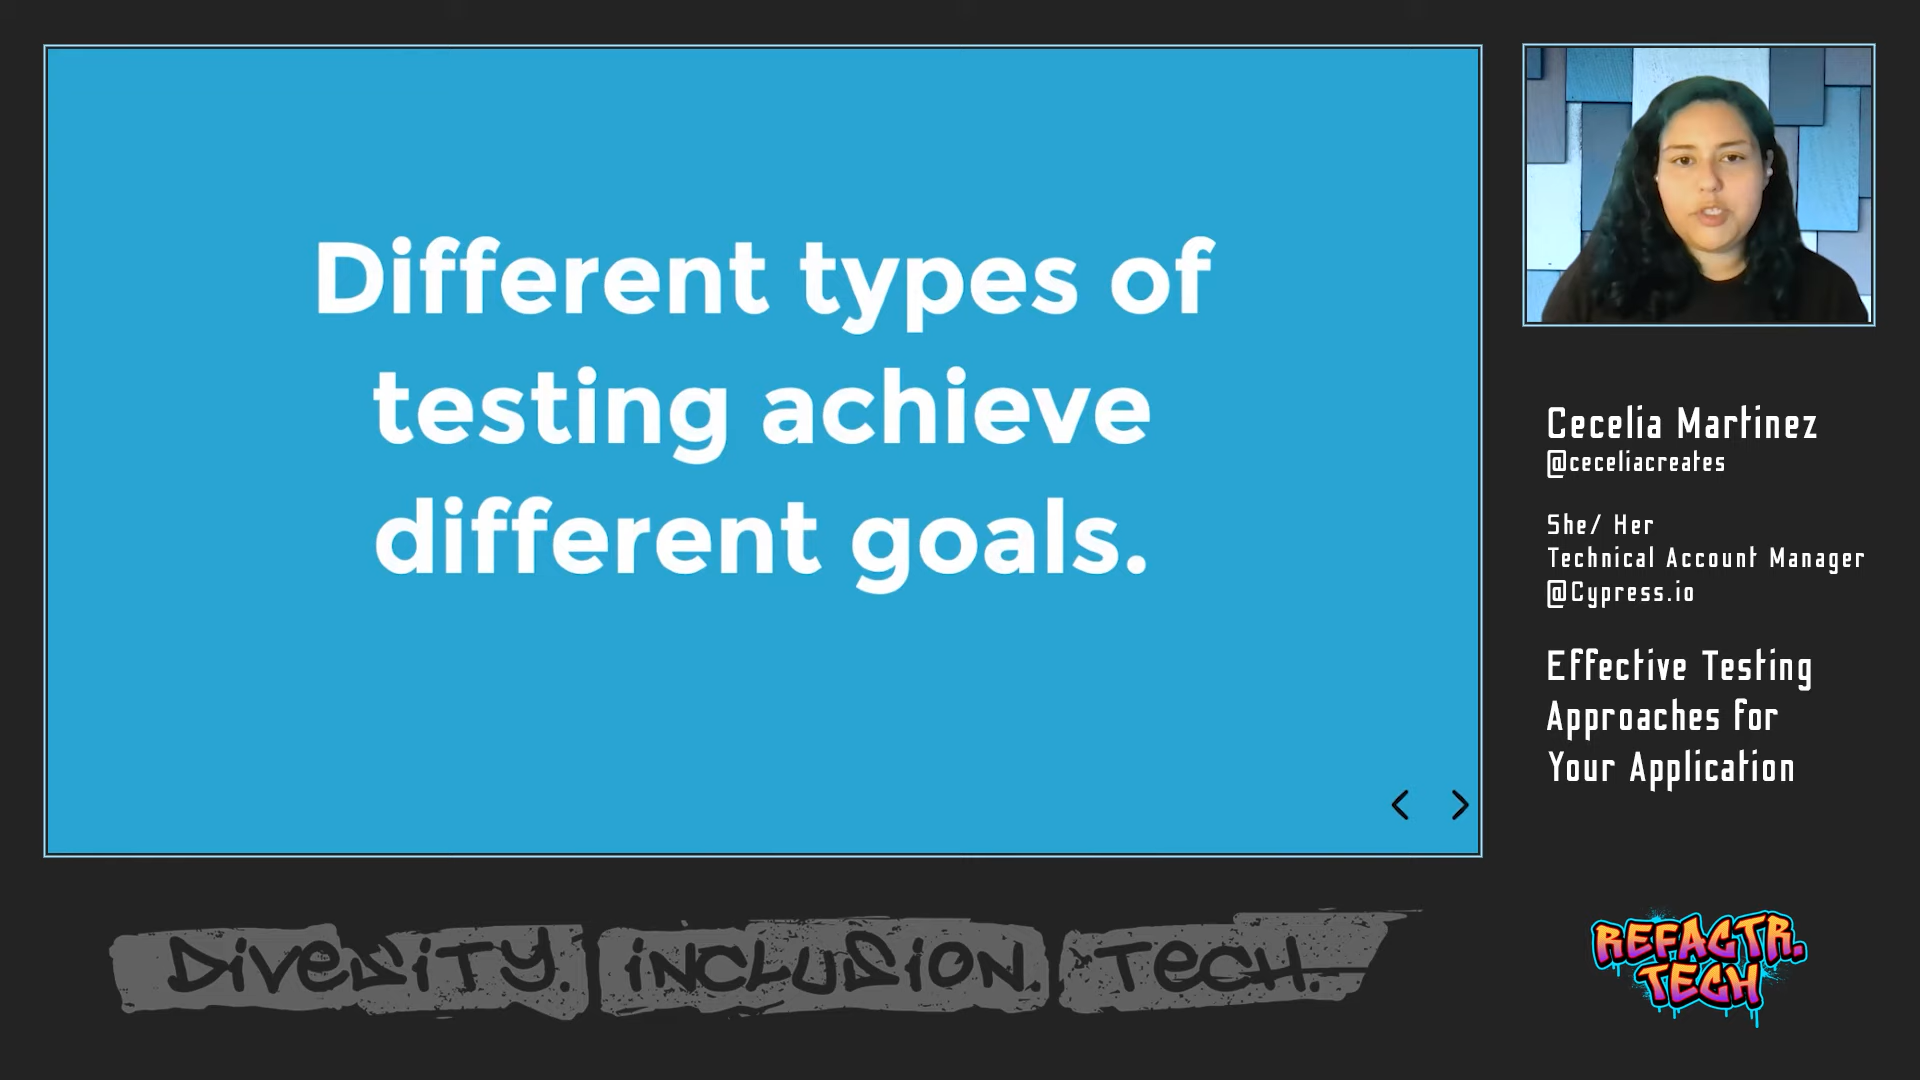 Different types of
testing achieve
different goals.
Cecelia Martinez
@ceceliacreates
She/ Her
Technical Account Manager
@Cypress.io
Effective Testing
Approaches for
Your Application
DiveRSiTy. iNCLUSiON. TeCH.
REFACTR.
TECH